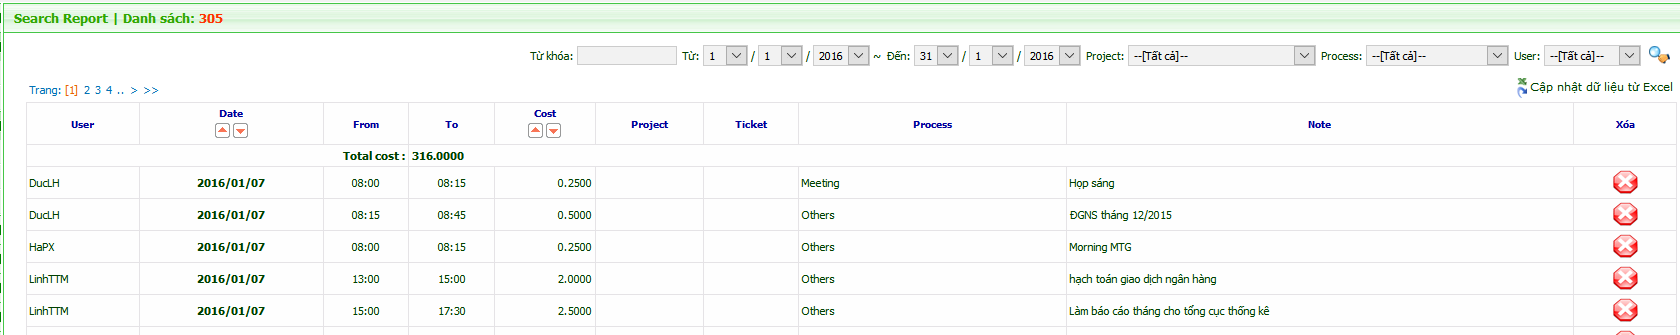 Search Report | Danh sách: 305
Từ khóa: Từ: 1 / 1 / 2016 ~ Đến: 31 / 1 / 2016 Project: --[Tất cả]-- Process: --[Tất cả]-- User: --[Tất cả]--
Trang: [1] 2 3 4 .. > >> Cập nhật dữ liệu từ Excel
User Date From To Cost Project Ticket Process Note Xóa
Total cost : 316.0000
DucLH 2016/01/07 08:00 08:15 0.2500 Meeting Họp sáng
DucLH 2016/01/07 08:15 08:45 0.5000 Others ĐGNS tháng 12/2015
HaPX 2016/01/07 08:00 08:15 0.2500 Others Morning MTG
LinhTTM 2016/01/07 13:00 15:00 2.0000 Others hạch toán giao dịch ngân hàng
LinhTTM 2016/01/07 15:00 17:30 2.5000 Others Làm báo cáo tháng cho tổng cục thống kê